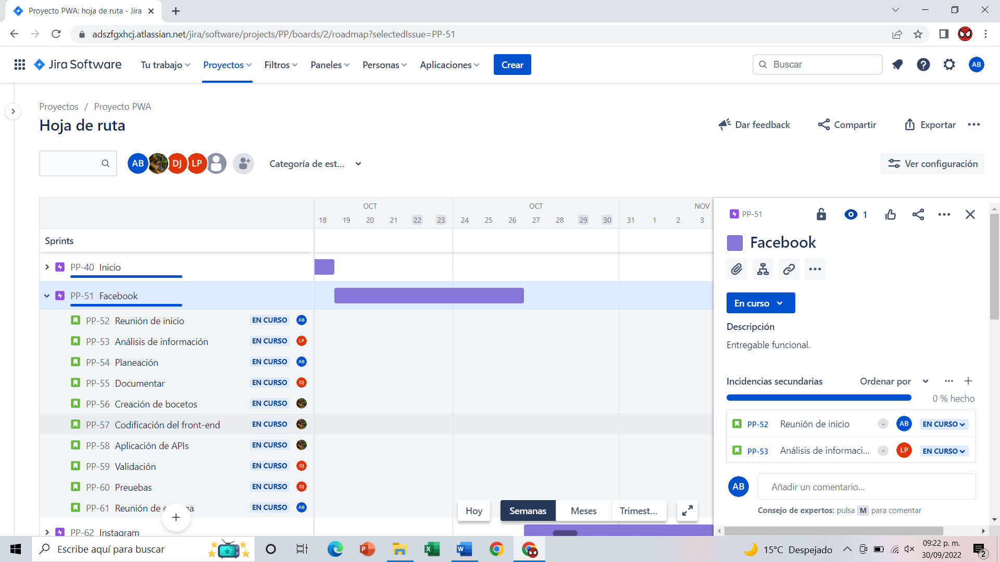 Proyecto PWA: hoja de ruta - Jira
adszfgxhcj.atlassian.net/jira/software/projects/PP/boards/2/roadmap?selectedIssue=PP-51
Jira Software Tu trabajo Proyectos Filtros Paneles Personas Aplicaciones Crear Buscar AB
Proyectos / Proyecto PWA
Hoja de ruta
Dar feedback Compartir Exportar
AB DJ LP Categoría de est... Ver configuración
OCT OCT NOV
18 19 20 21 22 23 24 25 26 27 28 29 30 31 1 2 3
Sprints
PP-40 Inicio
PP-51 Facebook
PP-52 Reunión de inicio EN CURSO AB
PP-53 Análisis de información EN CURSO LP
PP-54 Planeación EN CURSO AB
PP-55 Documentar EN CURSO DJ
PP-56 Creación de bocetos EN CURSO
PP-57 Codificación del front-end EN CURSO
PP-58 Aplicación de APIs EN CURSO
PP-59 Validación EN CURSO DJ
PP-60 Preuebas EN CURSO DJ
PP-61 Reunión de EN CURSO AB
PP-62 Instagram
Hoy Semanas Meses Trimest...
PP-51 1
Facebook
En curso
Descripción
Entregable funcional.
Incidencias secundarias Ordenar por
0 % hecho
PP-52 Reunión de inicio - AB EN CURSO
PP-53 Análisis de informaci... - LP EN CURSO
AB Añadir un comentario...
Consejo de expertos: pulsa M para comentar
Escribe aquí para buscar
15°C Despejado
09:22 p. m.
30/09/2022
2